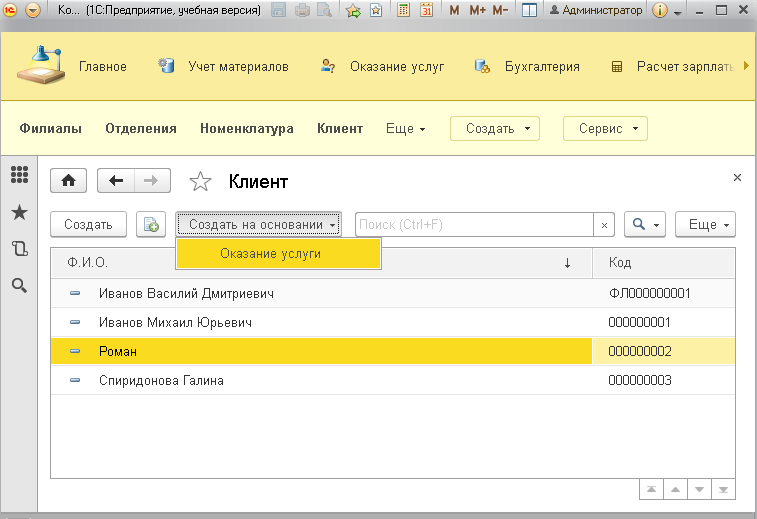 Ко... (1С:Предприятие, учебная версия) M M+ M- Администратор
Главное Учет материалов Оказание услуг Бухгалтерия Расчет зарплаты
Филиалы Отделения Номенклатура Клиент Еще Создать Сервис
Клиент
Создать Создать на основании Поиск (Ctrl+F) Еще
Оказание услуги
Ф.И.О. Код
Иванов Василий Дмитриевич ФЛ000000001
Иванов Михаил Юрьевич 000000001
Роман 000000002
Спиридонова Галина 000000003